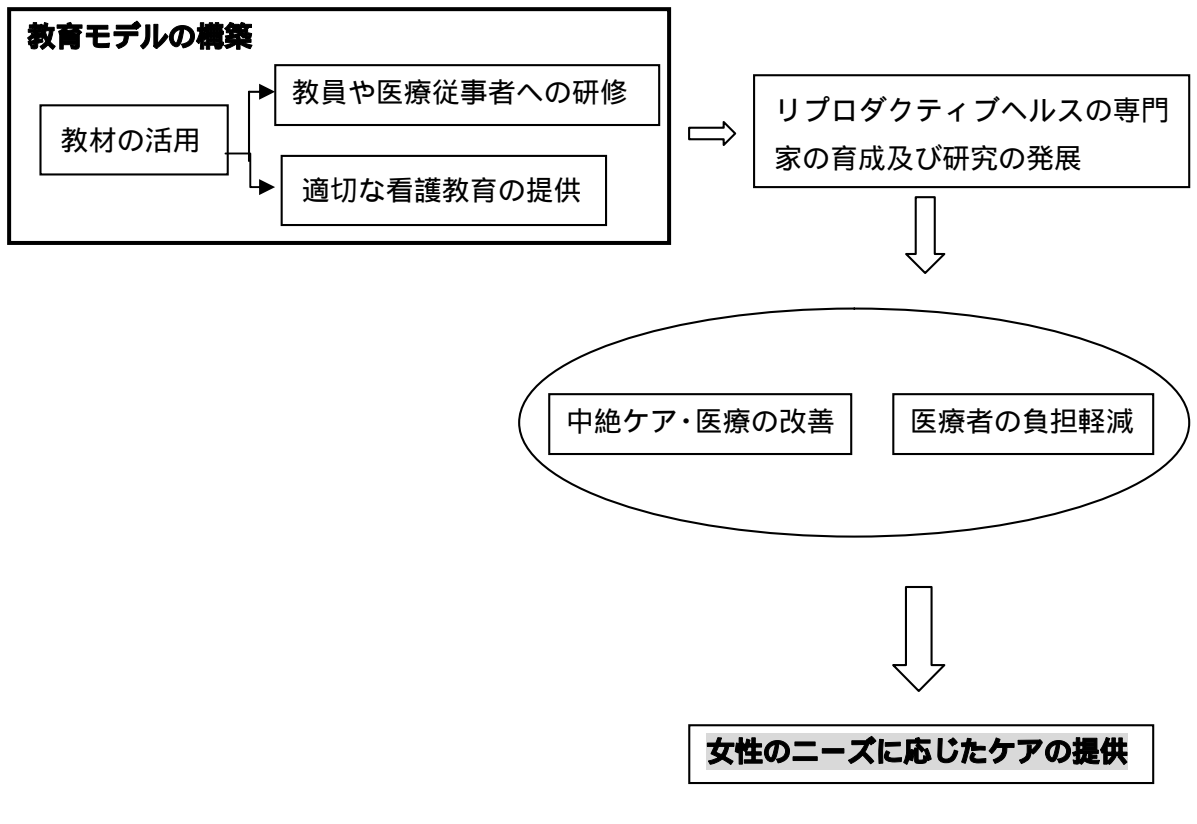 教育モデルの構築
教員や医療従事者への研修
教材の活用
適切な看護教育の提供
リプロダクティブヘルスの専門
家の育成及び研究の発展
中絶ケア・医療の改善
医療者の負担軽減
女性のニーズに応じたケアの提供